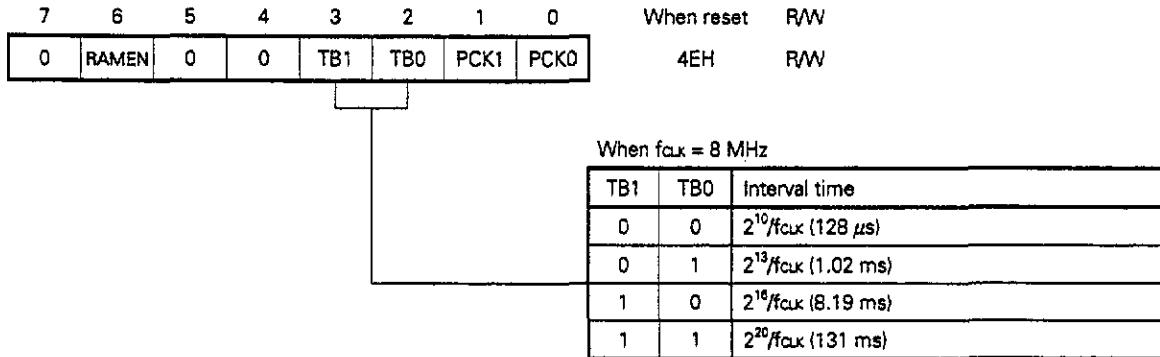 7 6 5 4 3 2 1 0 When reset R/W
0 RAMEN 0 0 TB1 TB0 PCK1 PCK0 4EH R/W
When fCLK = 8 MHz
TB1 TB0 Interval time
0 0 2^10/fCLK (128 μs)
0 1 2^13/fCLK (1.02 ms)
1 0 2^16/fCLK (8.19 ms)
1 1 2^20/fCLK (131 ms)